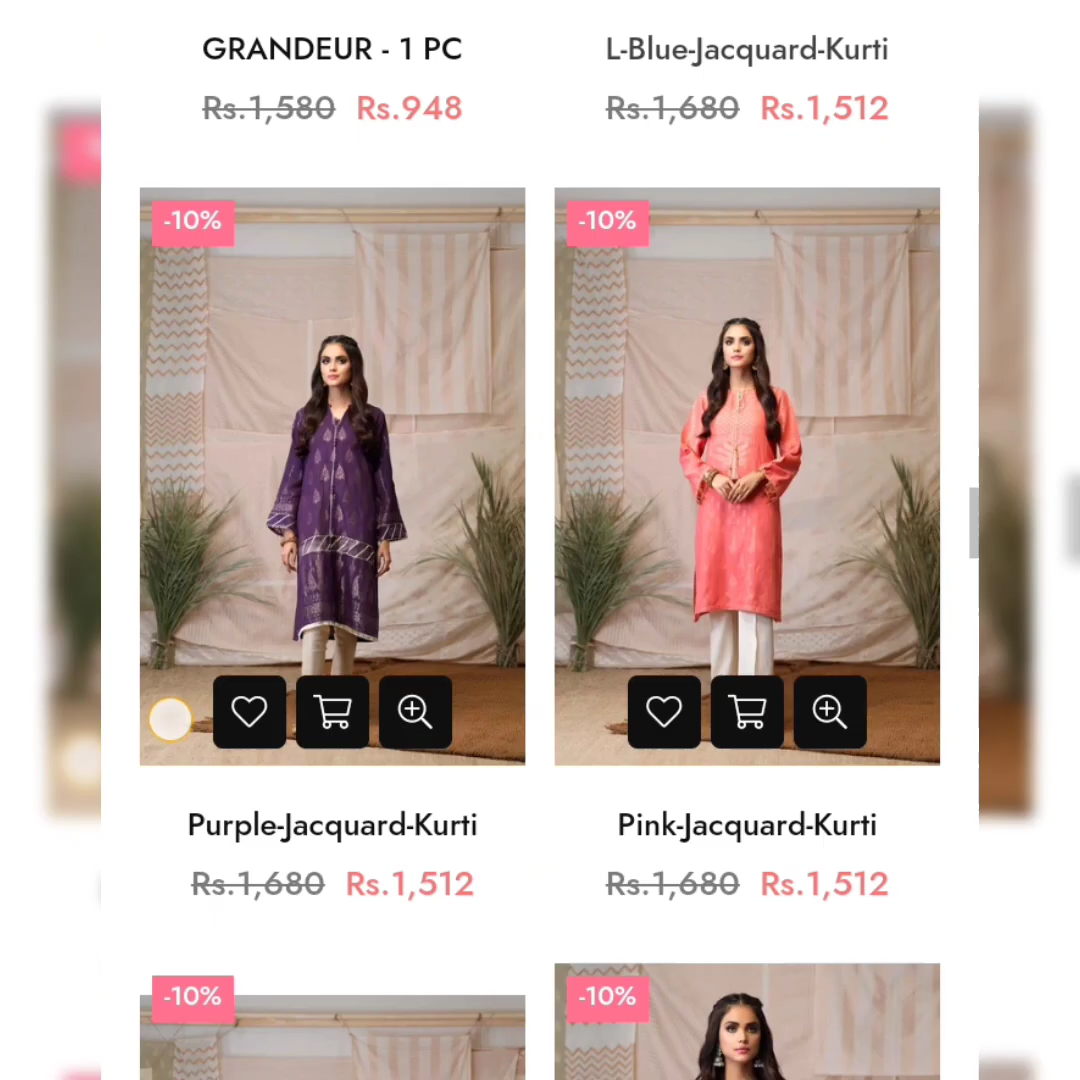 GRANDEUR - 1 PC
L-Blue-Jacquard-Kurti
Rs.1,580 Rs.948
Rs.1,680 Rs.1,512
-10%
-10%
Purple-Jacquard-Kurti
Pink-Jacquard-Kurti
Rs.1,680 Rs.1,512
Rs.1,680 Rs.1,512
-10%
-10%